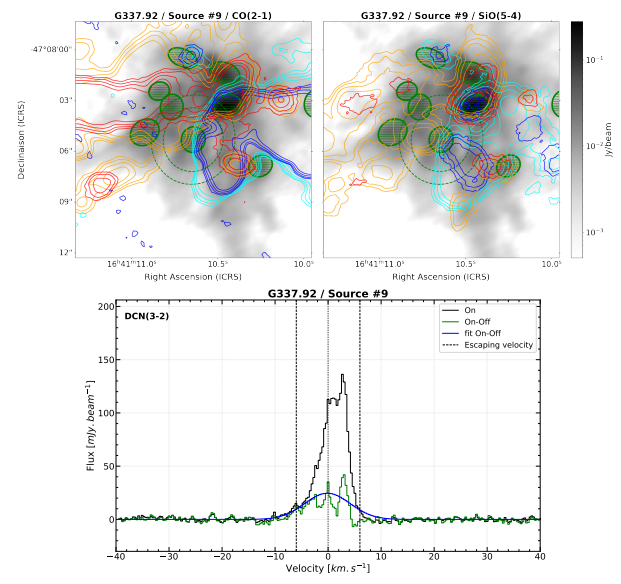 G337.92 / Source #9 / CO(2-1)
G337.92 / Source #9 / SiO(5-4)
-47°08'00"
03"
06"
09"
12"
Declinaison (ICRS)
16ʰ41ᵐ11.0ˢ
10.5ˢ
10.0ˢ
Right Ascension (ICRS)
16ʰ41ᵐ11.0ˢ
10.5ˢ
10.0ˢ
Right Ascension (ICRS)
10⁻¹
10⁻²
10⁻³
Jy/beam
G337.92 / Source #9
DCN(3-2)
On
On-Off
fit On-Off
Escaping velocity
200
150
100
50
0
Flux [mJy.beam⁻¹]
−40
−30
−20
−10
0
10
20
30
40
Velocity [km.s⁻¹]